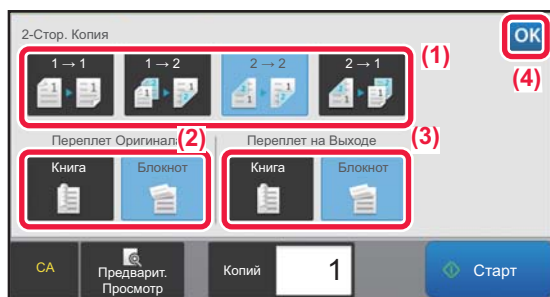 2-Стор. Копия
OK
(1)
(4)
1 → 1
1 → 2
2 → 2
2 → 1
Переплет Оригинала
(2)
Переплет на Выходе
(3)
Книга
Блокнот
Книга
Блокнот
CA
Предварит.
Просмотр
Копий
1
Старт